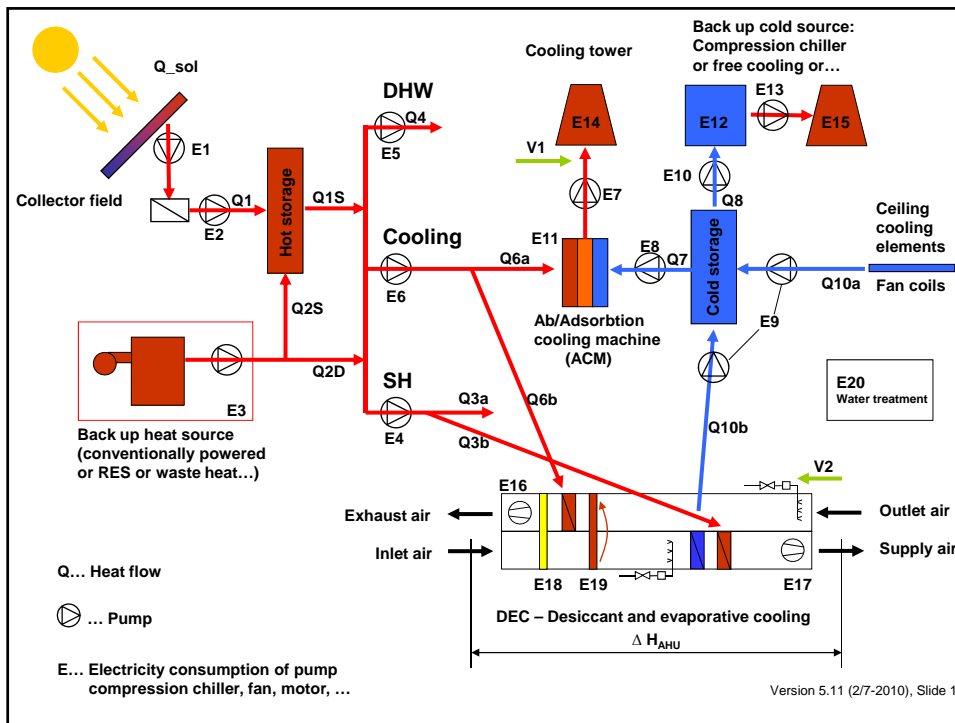 Q_sol
Collector field
E1
E2
Q1
Hot storage
Q1S
Q2S
Q2D
E3
Back up heat source
(conventionally powered
or RES or waste heat…)
DHW
Q4
E5
Cooling
E6
Q6a
Q6b
SH
E4
Q3a
Q3b
Cooling tower
E14
V1
E7
E11
E8
Q7
Ab/Adsorbtion
cooling machine
(ACM)
Back up cold source:
Compression chiller
or free cooling or…
E12
E13
E15
E10
Q8
Cold storage
E9
Q10a
Q10b
Ceiling
cooling
elements
Fan coils
E20
Water treatment
V2
E16
Exhaust air
Inlet air
Outlet air
Supply air
E18
E19
E17
DEC – Desiccant and evaporative cooling
Δ HAHU
Q… Heat flow
… Pump
E… Electricity consumption of pump
compression chiller, fan, motor, …
Version 5.11 (2/7-2010), Slide 1